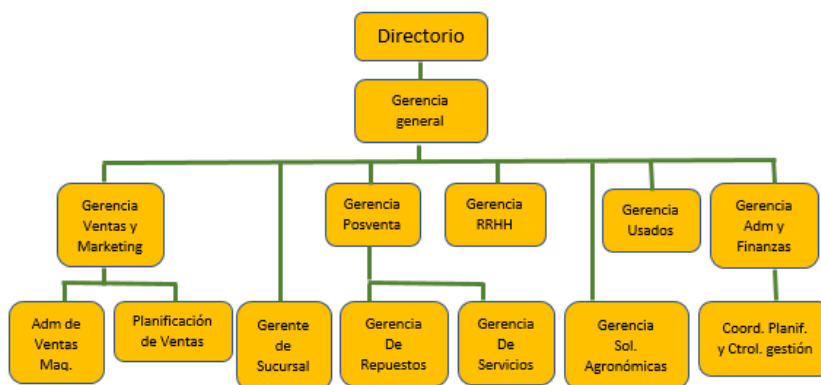 Directorio
Gerencia
general
Gerencia
Ventas y
Marketing
Gerencia
Posventa
Gerencia
RRHH
Gerencia
Usados
Gerencia
Adm y
Finanzas
Adm de
Ventas
Maq.
Planificación
de Ventas
Gerente
de
Sucursal
Gerencia
De
Repuestos
Gerencia
De
Servicios
Gerencia
Sol.
Agronómicas
Coord. Planif.
y Ctrol. gestión